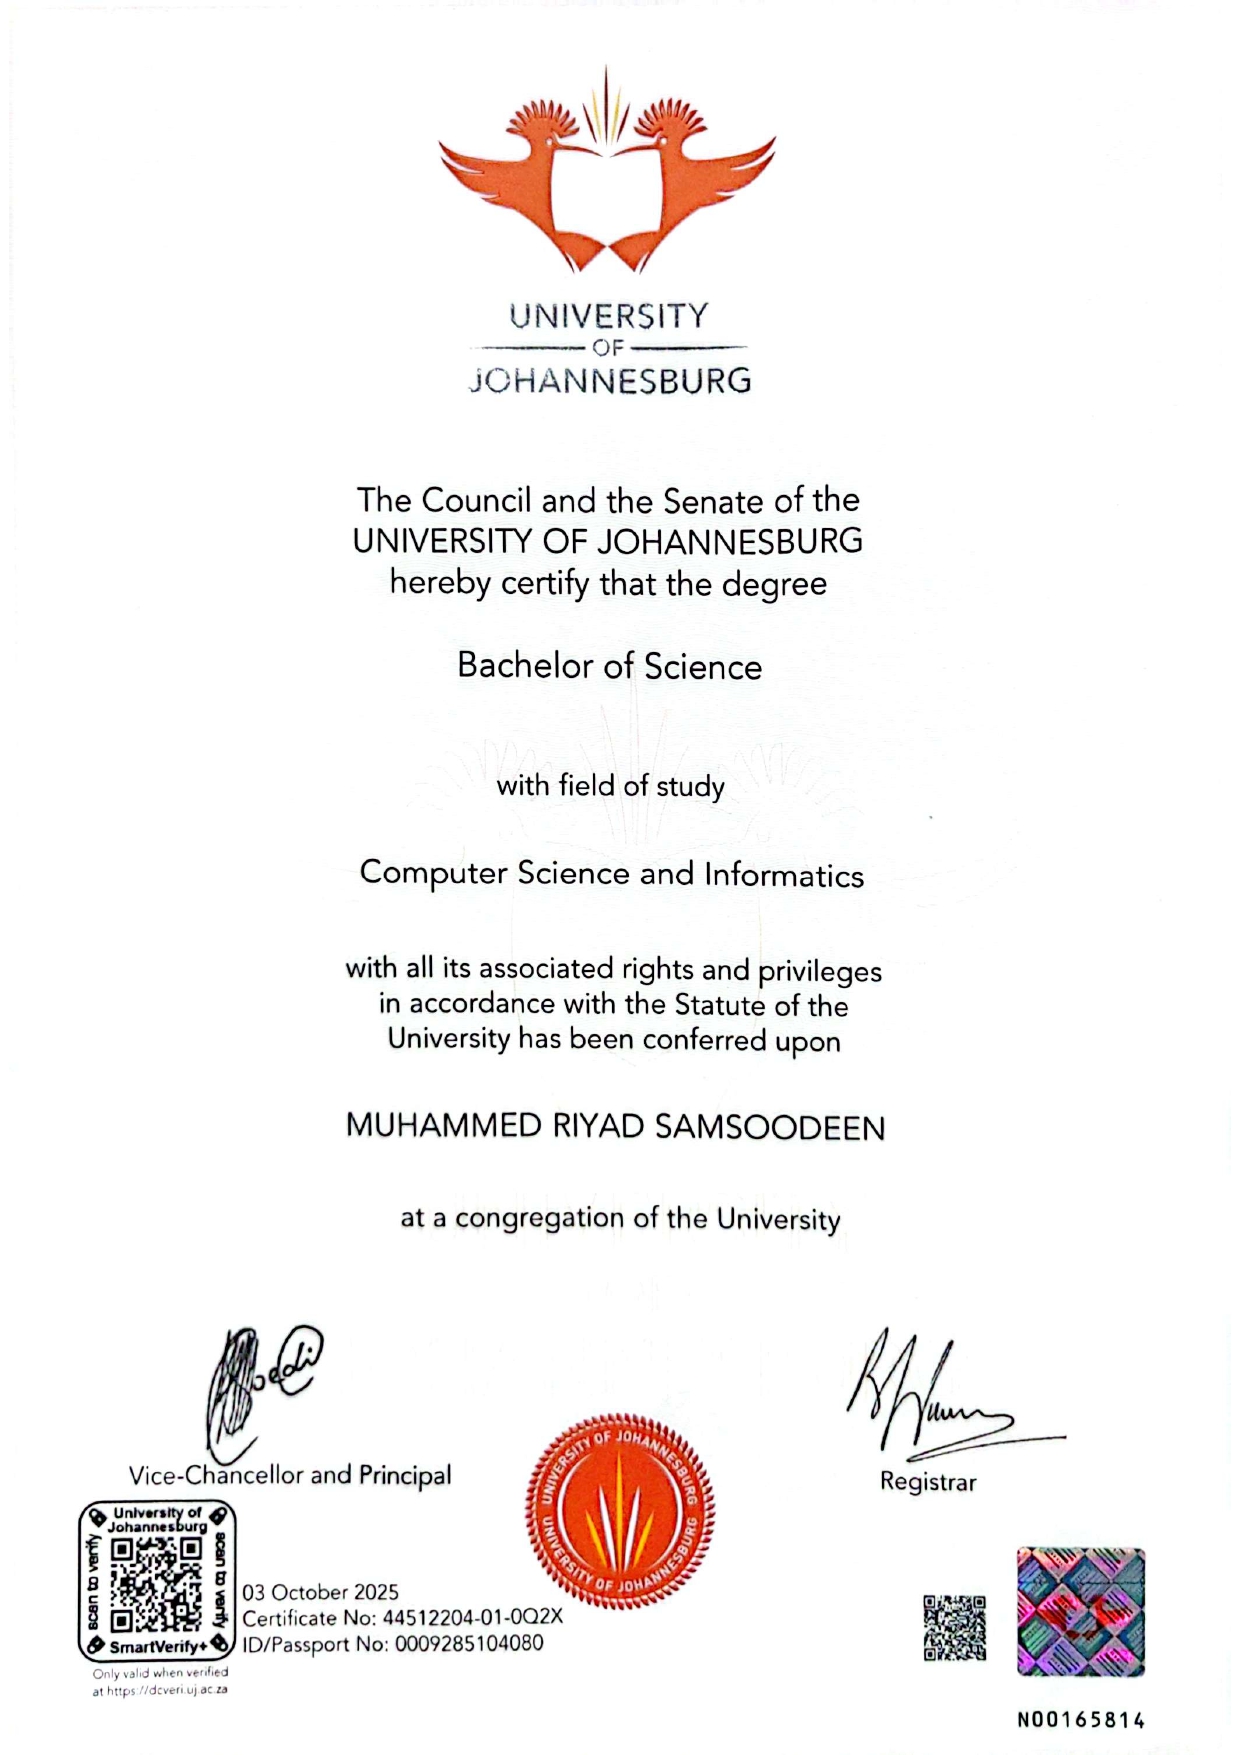 UNIVERSITY
OF
JOHANNESBURG
The Council and the Senate of the
UNIVERSITY OF JOHANNESBURG
hereby certify that the degree
Bachelor of Science
with field of study
Computer Science and Informatics
with all its associated rights and privileges
in accordance with the Statute of the
University has been conferred upon
MUHAMMED RIYAD SAMSOODEEN
at a congregation of the University
Vice-Chancellor and Principal
Registrar
UNIVERSITY OF JOHANNESBURG
UNIVERSITY OF JOHANNESBURG
University of
Johannesburg
scan to verify
scan to verify
SmartVerify+
03 October 2025
Certificate No: 44512204-01-0Q2X
ID/Passport No: 0009285104080
Only valid when verified
at https://dcveri.uj.ac.za
N00165814